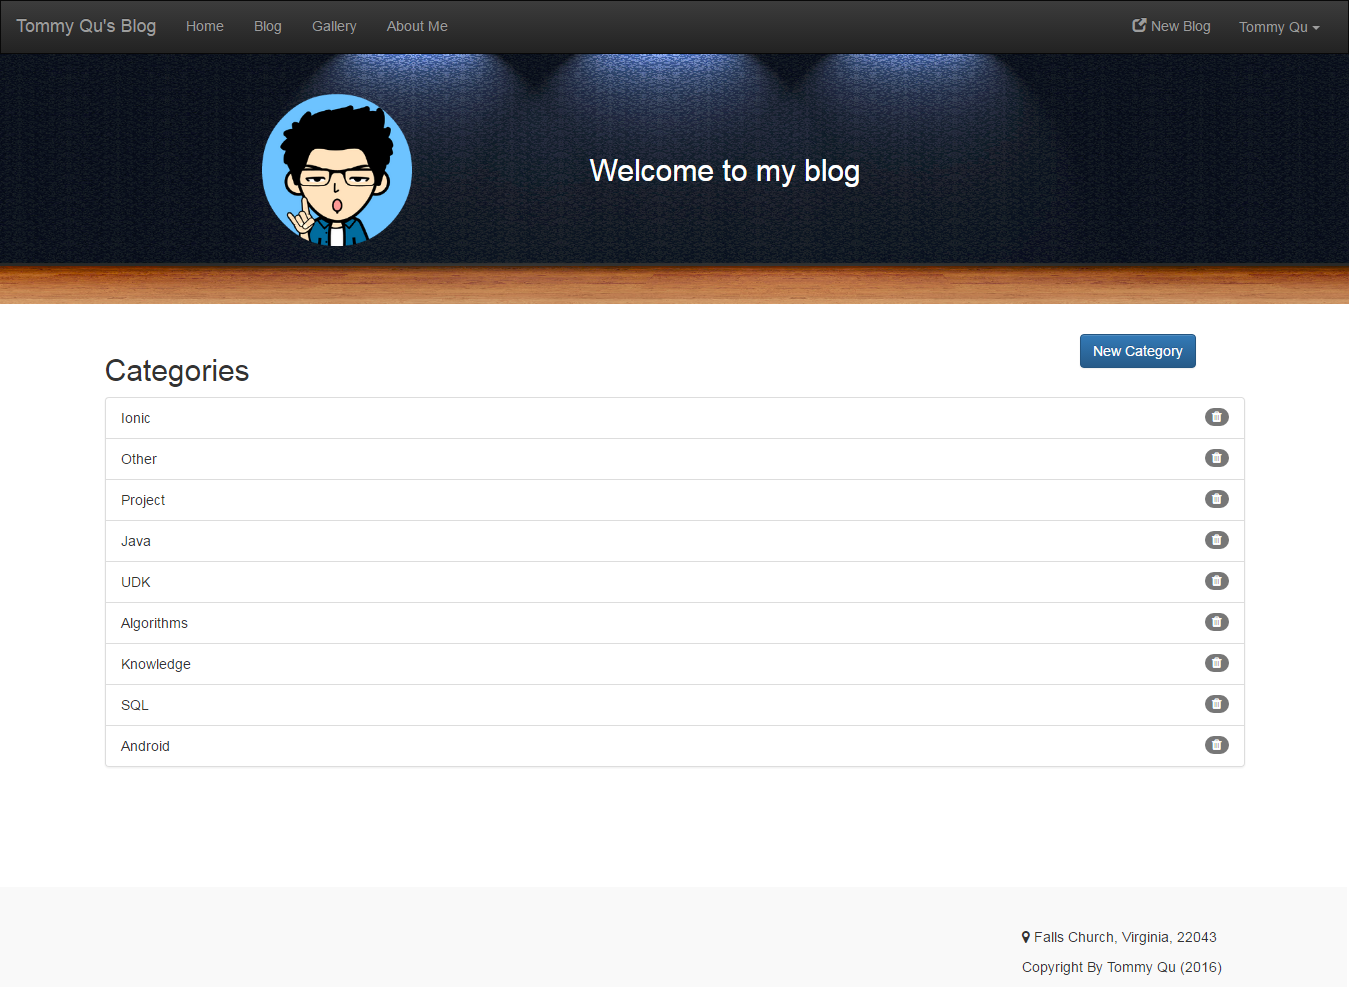 Tommy Qu's Blog Home Blog Gallery About Me New Blog Tommy Qu
Welcome to my blog
New Category
Categories
Ionic
Other
Project
Java
UDK
Algorithms
Knowledge
SQL
Android
Falls Church, Virginia, 22043
Copyright By Tommy Qu (2016)